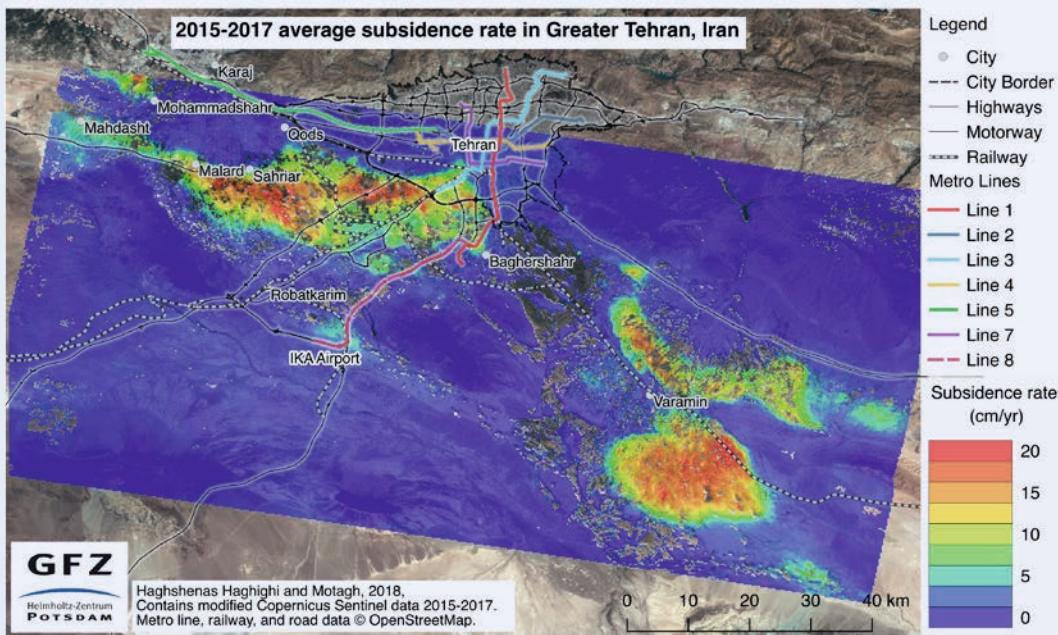 2015-2017 average subsidence rate in Greater Tehran, Iran
Karaj
Mohammadshahr
Mahdasht
Qods
Tehran
Malard
Sahriar
Baghershahr
Robatkarim
IKA Airport
Varamin
Legend
City
City Border
Highways
Motorway
Railway
Metro Lines
Line 1
Line 2
Line 3
Line 4
Line 5
Line 7
Line 8
Subsidence rate
(cm/yr)
20
15
10
5
0
GFZ
Helmholtz-Zentrum
POTSDAM
Haghshenas Haghighi and Motagh, 2018,
Contains modified Copernicus Sentinel data 2015-2017.
Metro line, railway, and road data © OpenStreetMap.
0 10 20 30 40 km